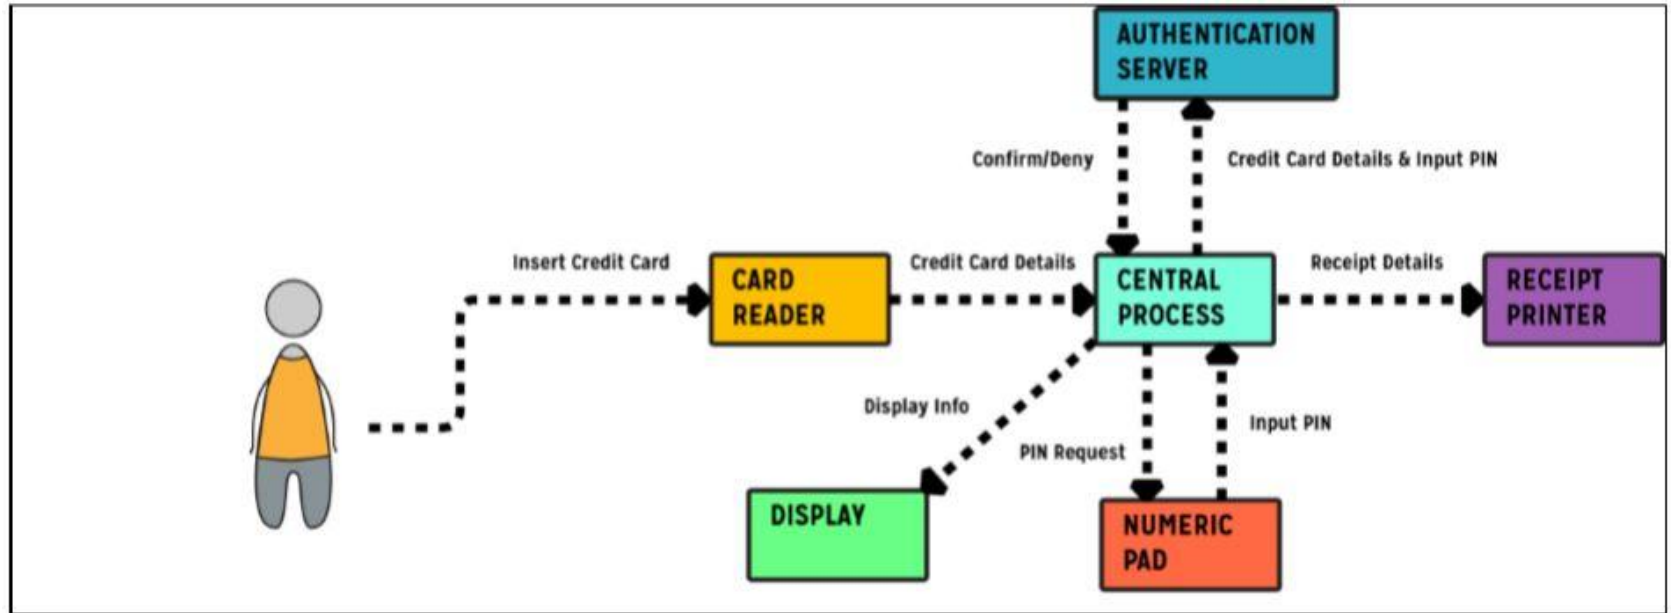 AUTHENTICATION
SERVER
Confirm/Deny
Credit Card Details & Input PIN
Insert Credit Card
CARD
READER
Credit Card Details
CENTRAL
PROCESS
Receipt Details
RECEIPT
PRINTER
Display Info
PIN Request
Input PIN
DISPLAY
NUMERIC
PAD